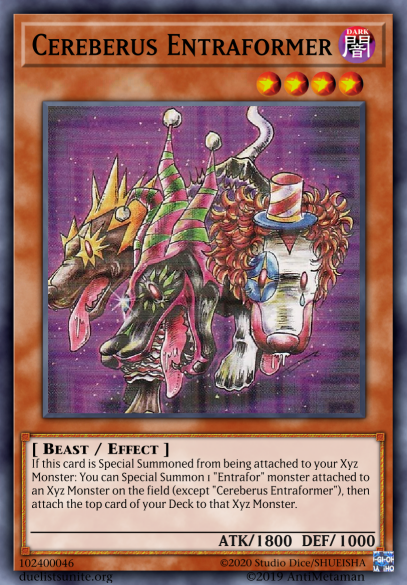 Cereberus Entraformer
DARK
闇
[ Beast / Effect ]
If this card is Special Summoned from being attached to your Xyz
Monster: You can Special Summon 1 "Entrafor" monster attached to
an Xyz Monster on the field (except "Cereberus Entraformer"), then
attach the top card of your Deck to that Xyz Monster.
ATK/1800 DEF/1000
102400046
©2020 Studio Dice/SHUEISHA
duelistsunite.org
©2019 AntiMetaman